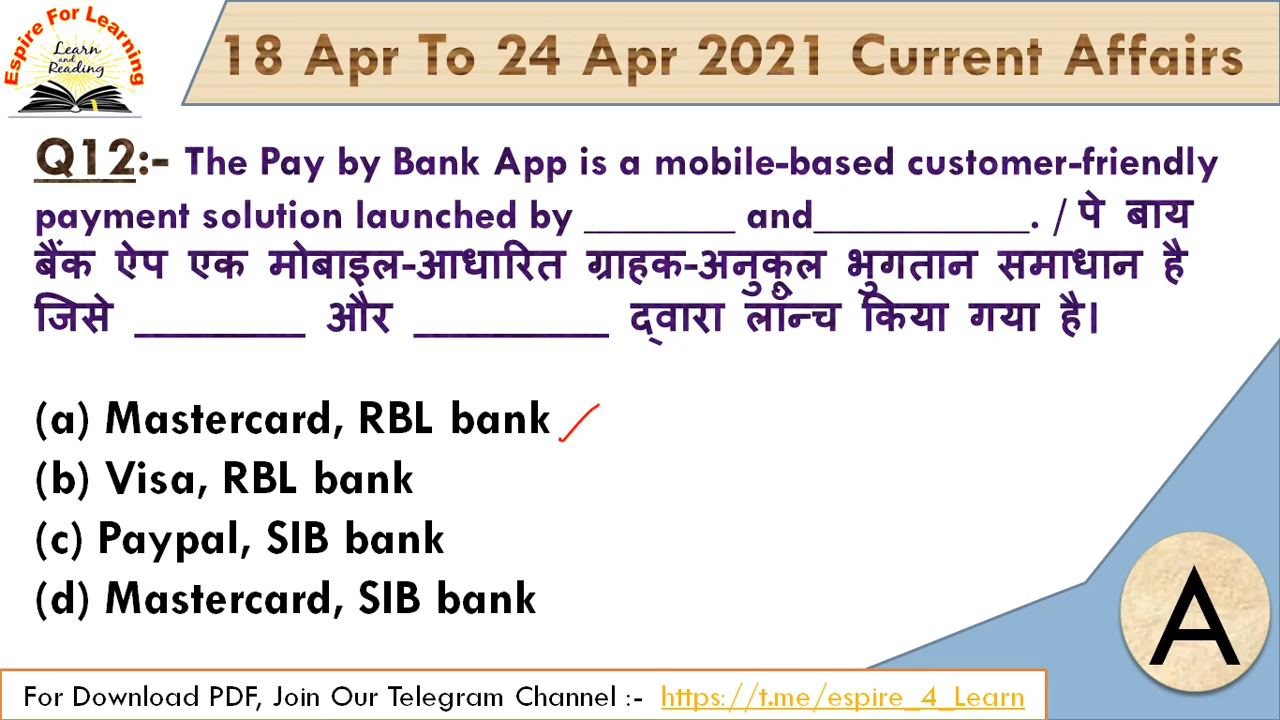 Espire For Learning
Learn
and
Reading
18 Apr To 24 Apr 2021 Current Affairs
Q12:- The Pay by Bank App is a mobile-based customer-friendly
payment solution launched by _______ and__________. / पे बाय
बैंक ऐप एक मोबाइल-आधारित ग्राहक-अनुकूल भुगतान समाधान है
जिसे ________ और _________ द्वारा लॉन्च किया गया है।
(a) Mastercard, RBL bank
(b) Visa, RBL bank
(c) Paypal, SIB bank
(d) Mastercard, SIB bank
A
For Download PDF, Join Our Telegram Channel :- https://t.me/espire_4_Learn